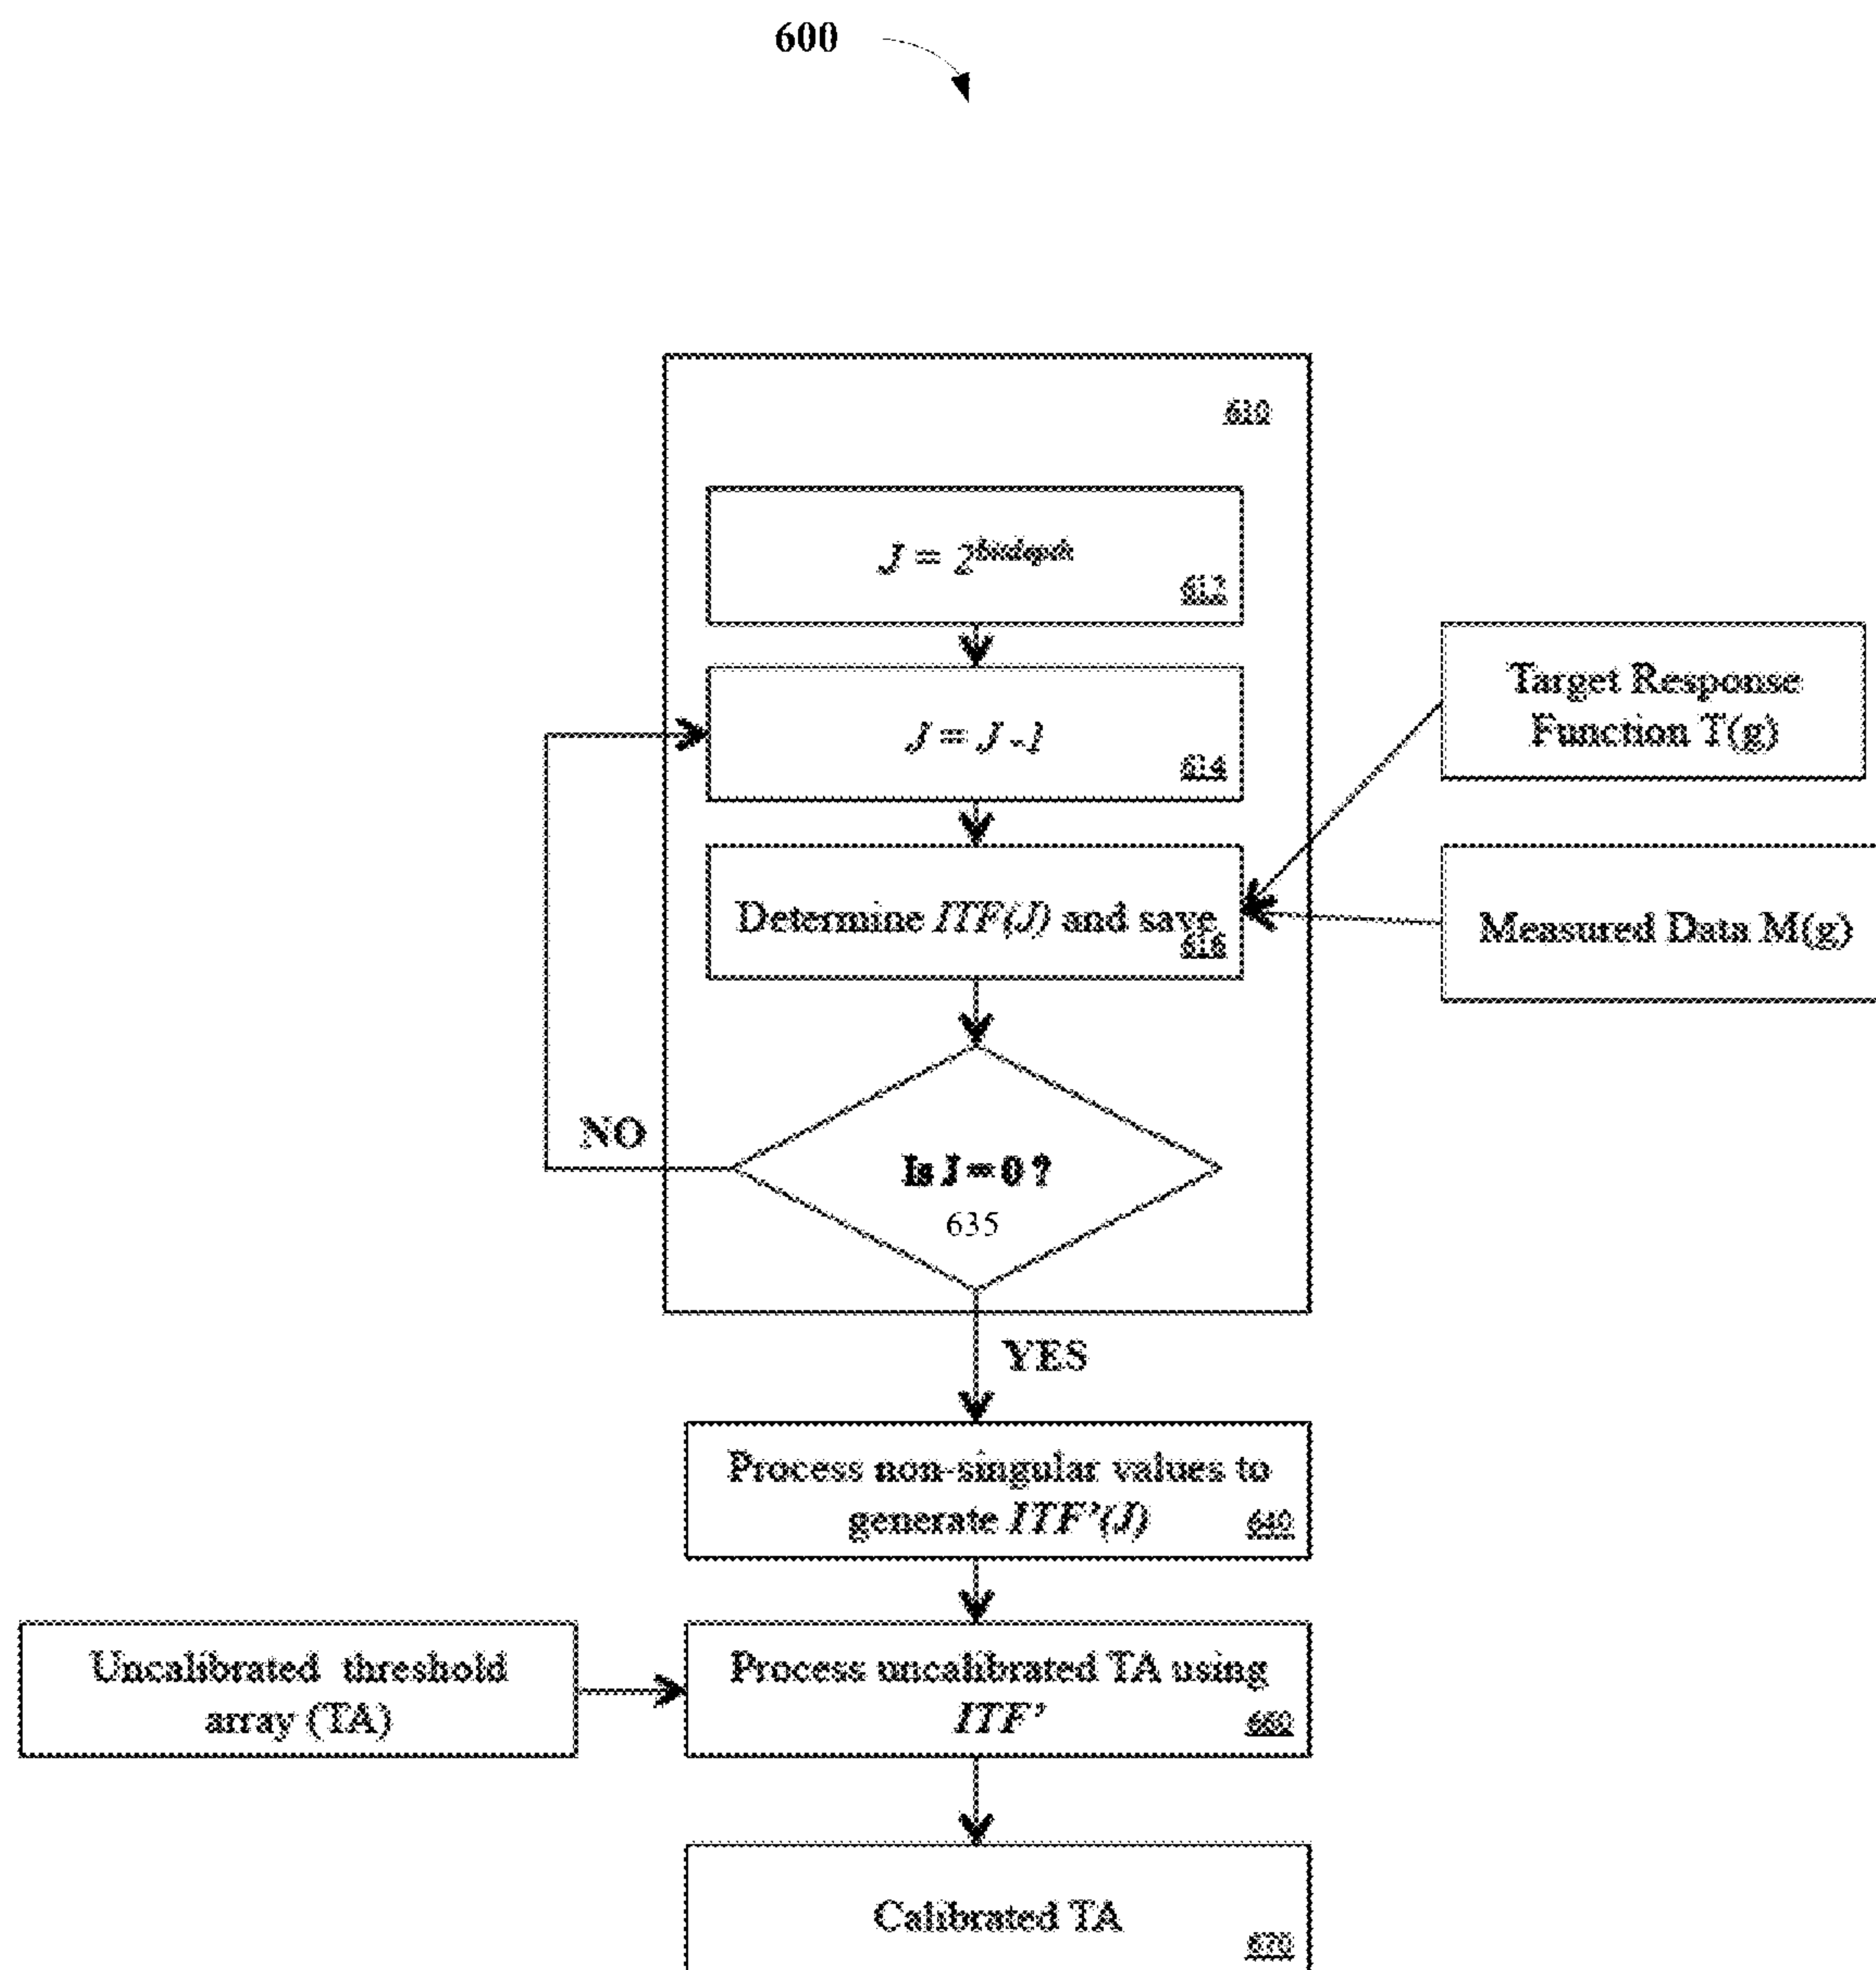 600
610
J = 2^bitdepth
612
J = J -1
614
Target Response
Function T(g)
Determine ITF(J) and save
616
Measured Data M(g)
NO
Is J = 0 ?
635
YES
Process non-singular values to
generate ITF'(J)
640
Uncalibrated threshold
array (TA)
Process uncalibrated TA using
ITF'
660
Calibrated TA
670